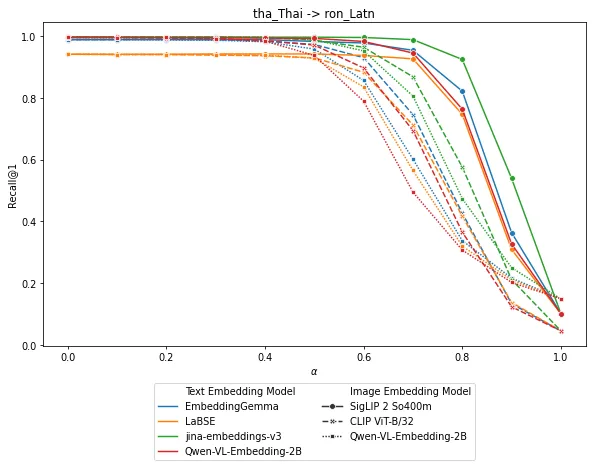 tha_Thai -> ron_Latn
Recall@1
1.0
0.8
0.6
0.4
0.2
0.0
0.0 0.2 0.4 0.6 0.8 1.0
α
Text Embedding Model
EmbeddingGemma
LaBSE
jina-embeddings-v3
Qwen-VL-Embedding-2B
Image Embedding Model
SigLIP 2 So400m
CLIP ViT-B/32
Qwen-VL-Embedding-2B